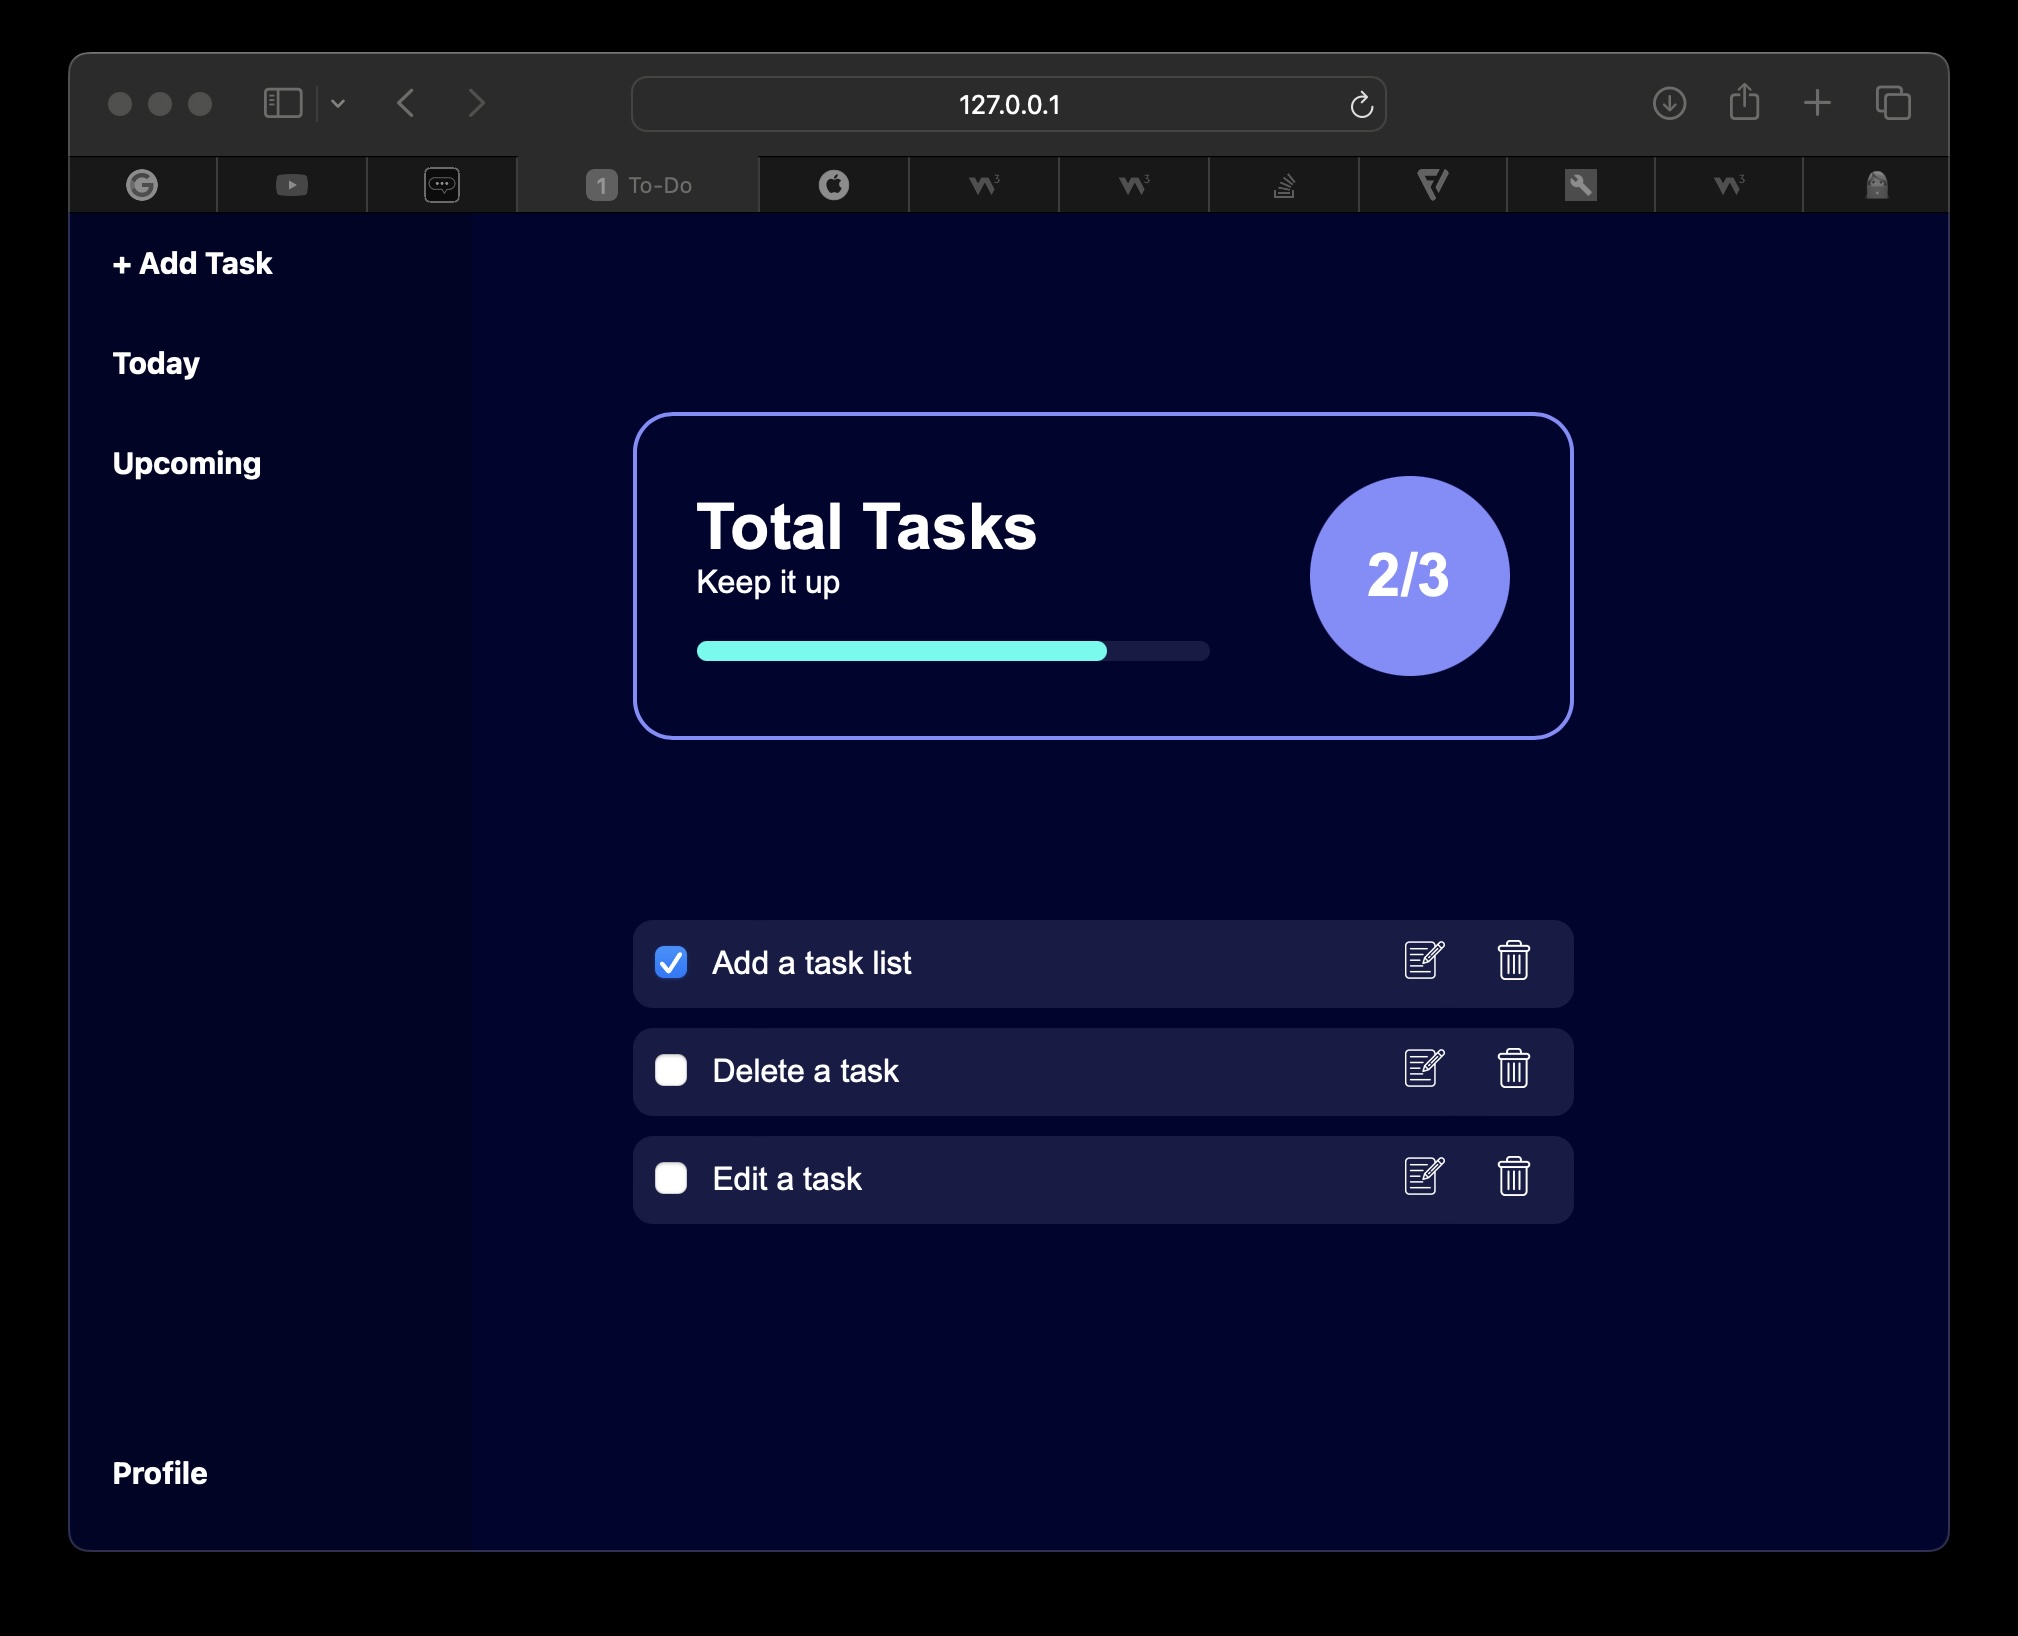 127.0.0.1
1 To-Do
+ Add Task
Today
Upcoming
Total Tasks
Keep it up
2/3
Add a task list
Delete a task
Edit a task
Profile